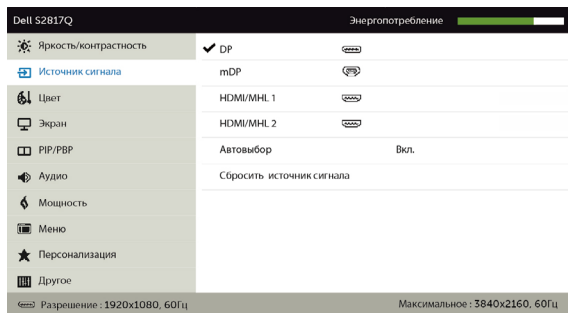 Dell S2817Q Энергопотребление
Яркость/контрастность
DP
Источник сигнала
mDP
Цвет
HDMI/MHL 1
Экран
HDMI/MHL 2
PIP/PBP
Автовыбор Вкл.
Аудио
Сбросить источник сигнала
Мощность
Меню
Персонализация
Другое
Разрешение : 1920x1080, 60Гц Максимальное : 3840x2160, 60Гц